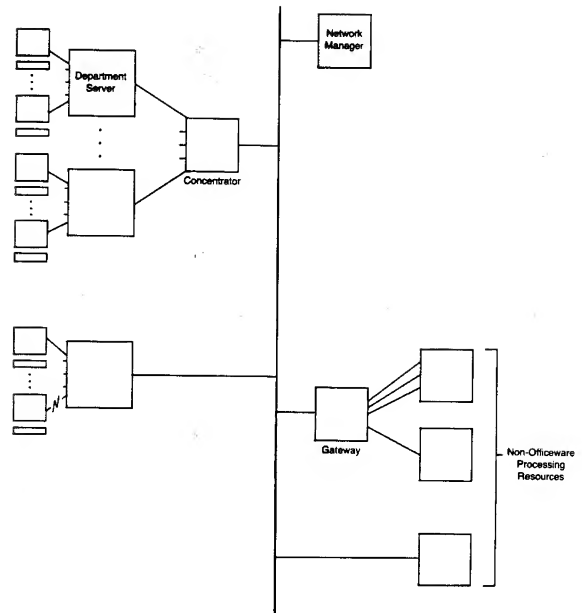 Network
Manager
Department
Server
Concentrator
Gateway
Non-Officeware
Processing
Resources